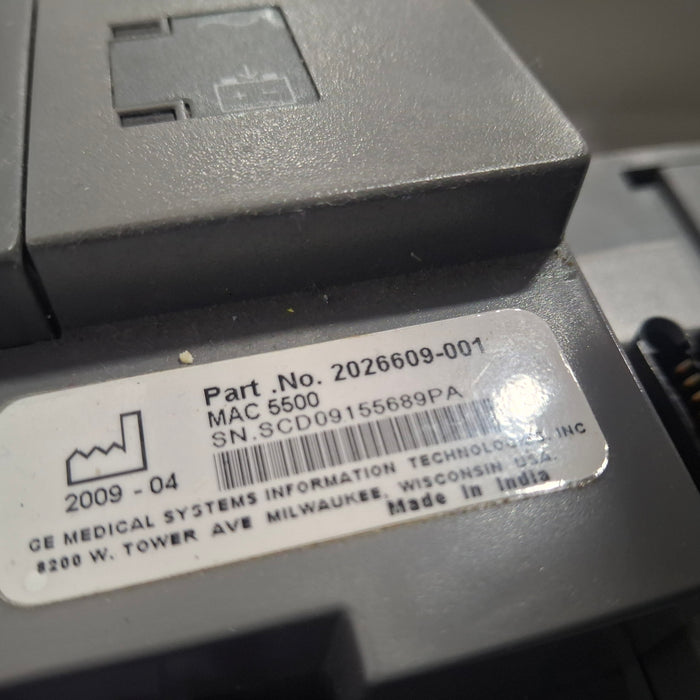 Part .No. 2026609-001
MAC 5500
SN.SCD09155689PA
2009 - 04
GE MEDICAL SYSTEMS INFORMATION TECHNOLOGIES, INC
8200 W. TOWER AVE MILWAUKEE, WISCONSIN USA.
Made in India